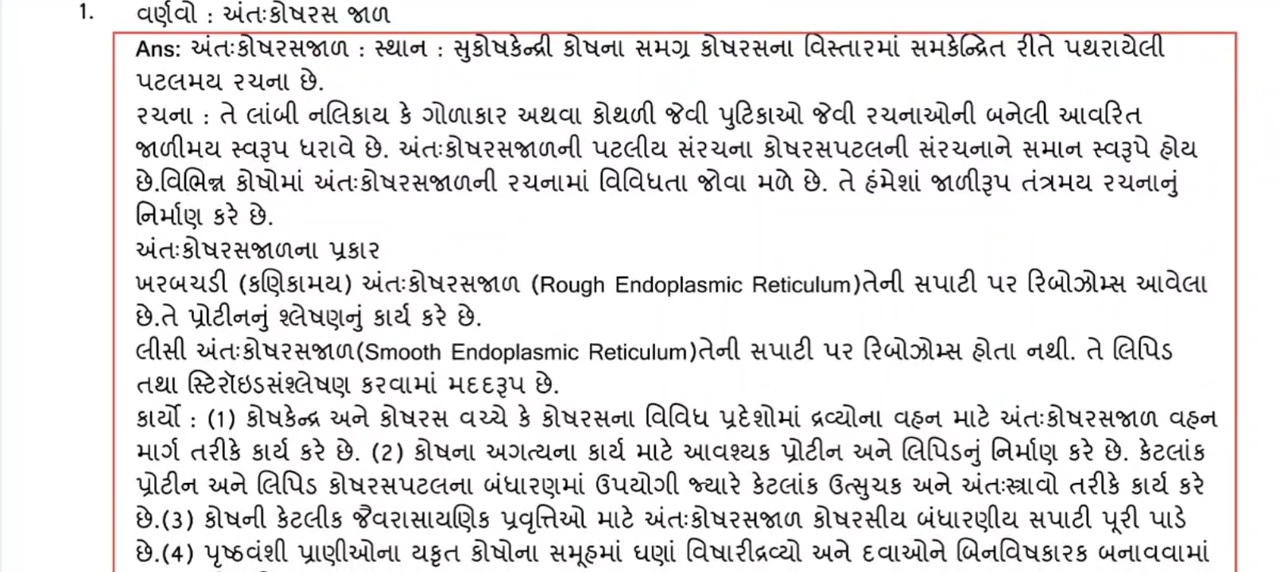 1. વર્ણવો : અંતઃકોષરસ જાળ
Ans: અંતઃકોષરસજાળ : સ્થાન : સુકોષકેન્દ્રી કોષના સમગ્ર કોષરસના વિસ્તારમાં સમકેન્દ્રિત રીતે પથરાયેલી
પટલમય રચના છે.
રચના : તે લાંબી નલિકાય કે ગોળાકાર અથવા કોથળી જેવી પુટિકાઓ જેવી રચનાઓની બનેલી આવરિત
જાળીમય સ્વરૂપ ધરાવે છે. અંતઃકોષરસજાળની પટલીય સંરચના કોષરસપટલની સંરચનાને સમાન સ્વરૂપે હોય
છે.વિભિન્ન કોષોમાં અંતઃકોષરસજાળની રચનામાં વિવિધતા જોવા મળે છે. તે હંમેશાં જાળીરૂપ તંત્રમય રચનાનું
નિર્માણ કરે છે.
અંતઃકોષરસજાળના પ્રકાર
ખરબચડી (કણિકામય) અંતઃકોષરસજાળ (Rough Endoplasmic Reticulum)તેની સપાટી પર રિબોઝોમ્સ આવેલા
છે.તે પ્રોટીનનું શ્લેષણનું કાર્ય કરે છે.
લીસી અંતઃકોષરસજાળ(Smooth Endoplasmic Reticulum)તેની સપાટી પર રિબોઝોમ્સ હોતા નથી. તે લિપિડ
તથા સ્ટિરૉઇડસંશ્લેષણ કરવામાં મદદરૂપ છે.
કાર્યો : (1) કોષકેન્દ્ર અને કોષરસ વચ્ચે કે કોષરસના વિવિધ પ્રદેશોમાં દ્રવ્યોના વહન માટે અંતઃકોષરસજાળ વહન
માર્ગ તરીકે કાર્ય કરે છે. (2) કોષના અગત્યના કાર્ય માટે આવશ્યક પ્રોટીન અને લિપિડનું નિર્માણ કરે છે. કેટલાંક
પ્રોટીન અને લિપિડ કોષરસપટલના બંધારણમાં ઉપયોગી જ્યારે કેટલાંક ઉત્સુચક અને અંતઃસ્ત્રાવો તરીકે કાર્ય કરે
છે.(3) કોષની કેટલીક જૈવરાસાયણિક પ્રવૃત્તિઓ માટે અંતઃકોષરસજાળ કોષરસીય બંધારણીય સપાટી પૂરી પાડે
છે.(4) પૃષ્ઠવંશી પ્રાણીઓના યકૃત કોષોના સમૂહમાં ઘણાં વિષારીદ્રવ્યો અને દવાઓને બિનવિષકારક બનાવવામાં